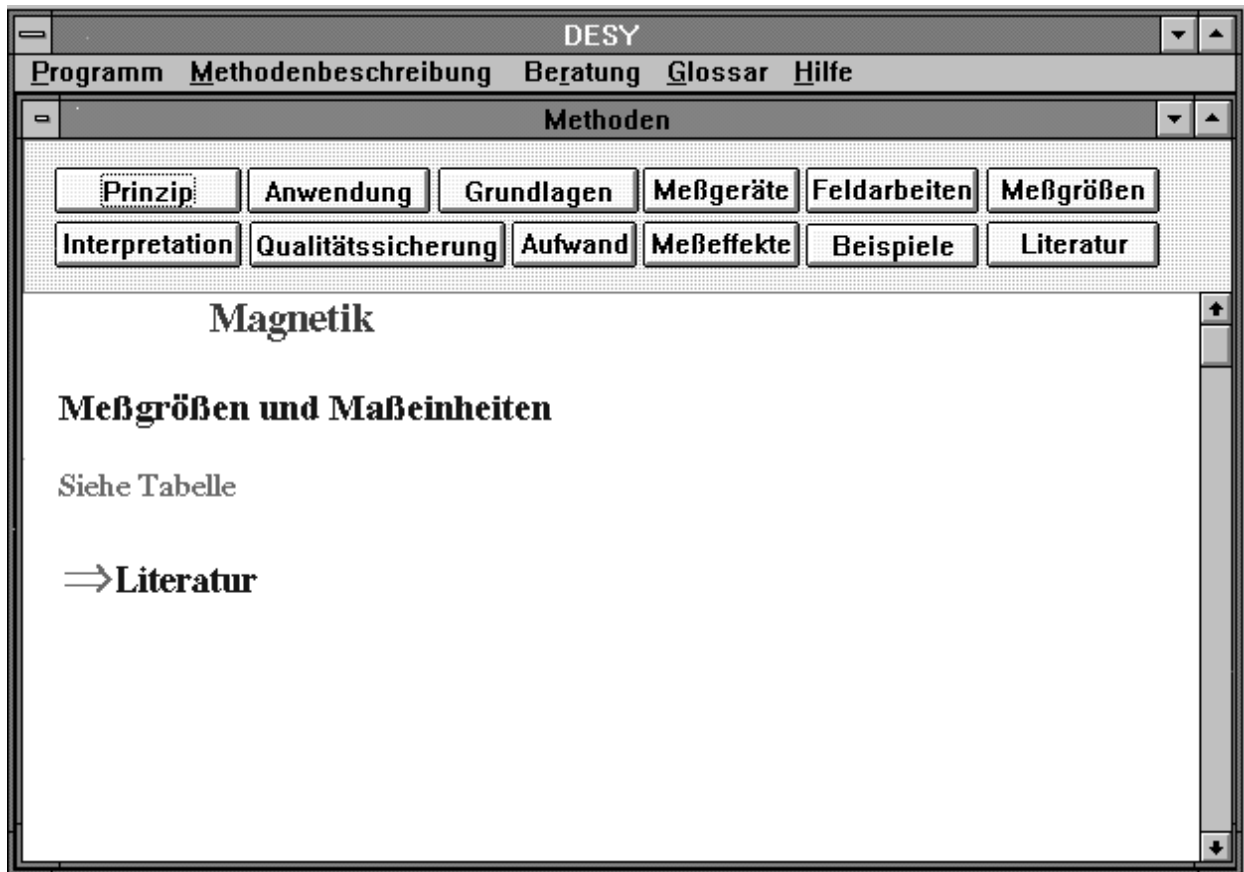 DESY
Programm Methodenbeschreibung Beratung Glossar Hilfe
Methoden
Prinzip Anwendung Grundlagen Meßgeräte Feldarbeiten Meßgrößen
Interpretation Qualitätssicherung Aufwand Meßeffekte Beispiele Literatur
Magnetik
Meßgrößen und Maßeinheiten
Siehe Tabelle
⇒Literatur